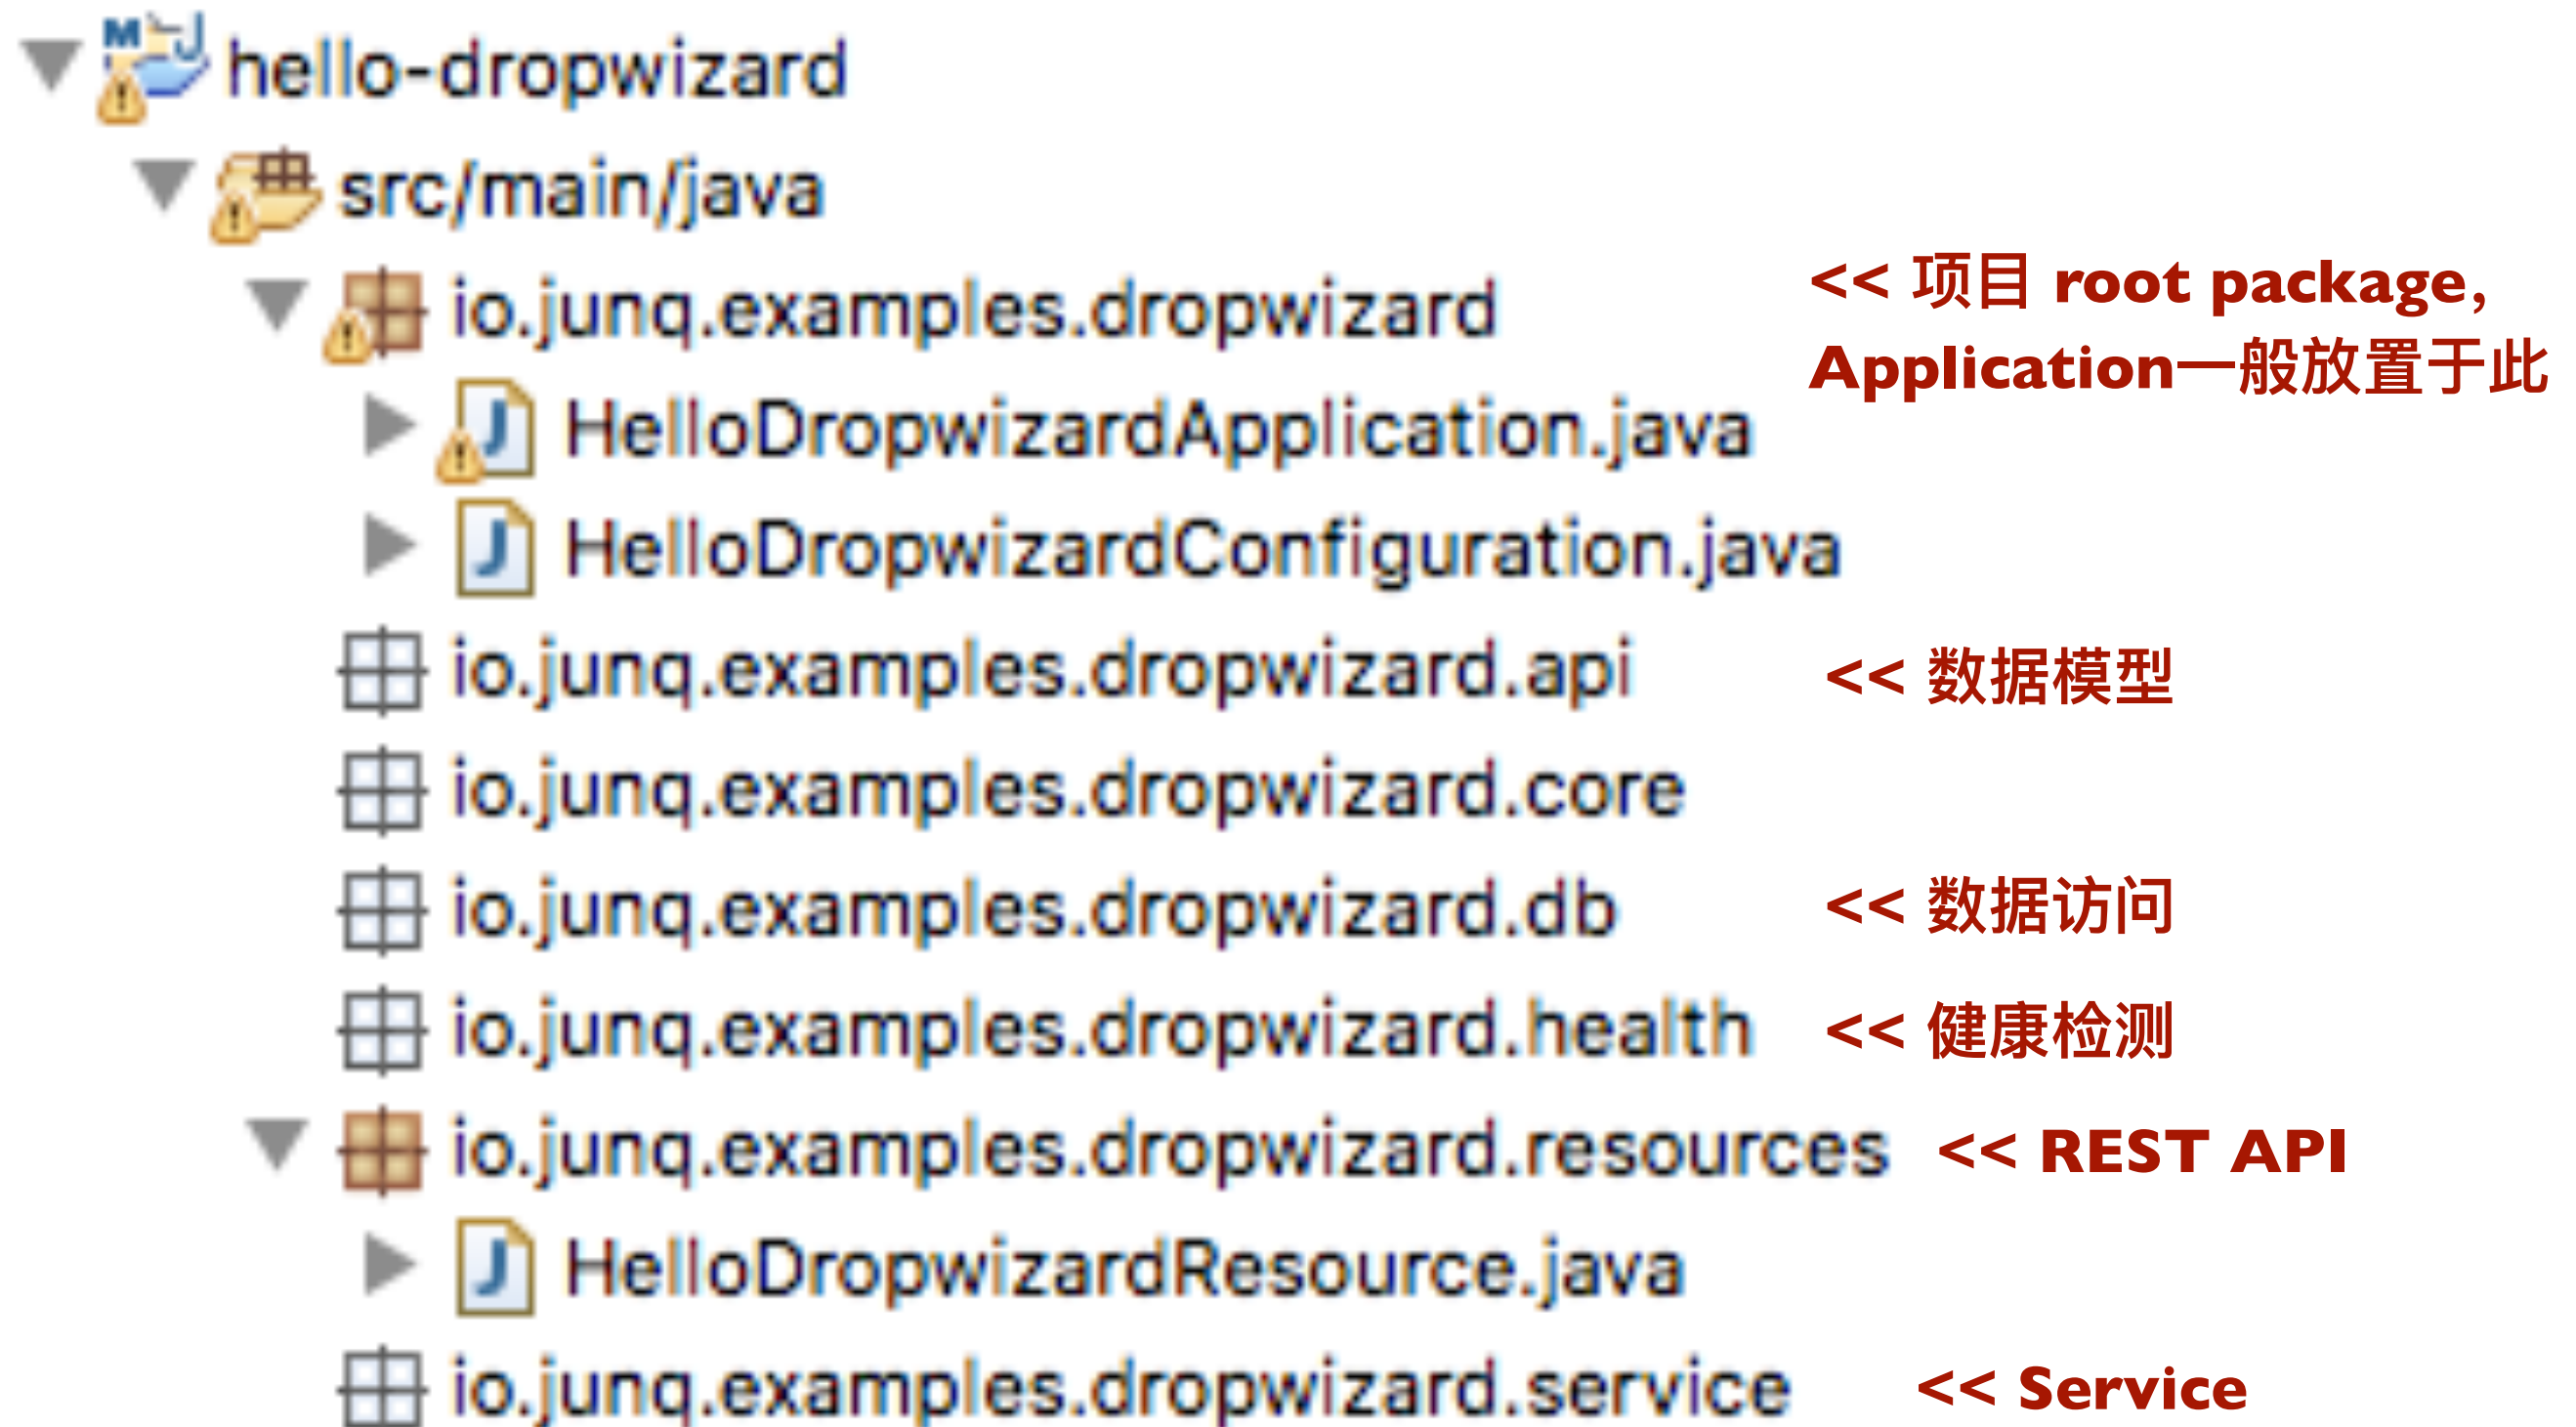 hello-dropwizard
src/main/java
io.junq.examples.dropwizard
<< 项目 root package,
Application一般放置于此
HelloDropwizardApplication.java
HelloDropwizardConfiguration.java
io.junq.examples.dropwizard.api << 数据模型
io.junq.examples.dropwizard.core
io.junq.examples.dropwizard.db << 数据访问
io.junq.examples.dropwizard.health << 健康检测
io.junq.examples.dropwizard.resources << REST API
HelloDropwizardResource.java
io.junq.examples.dropwizard.service << Service